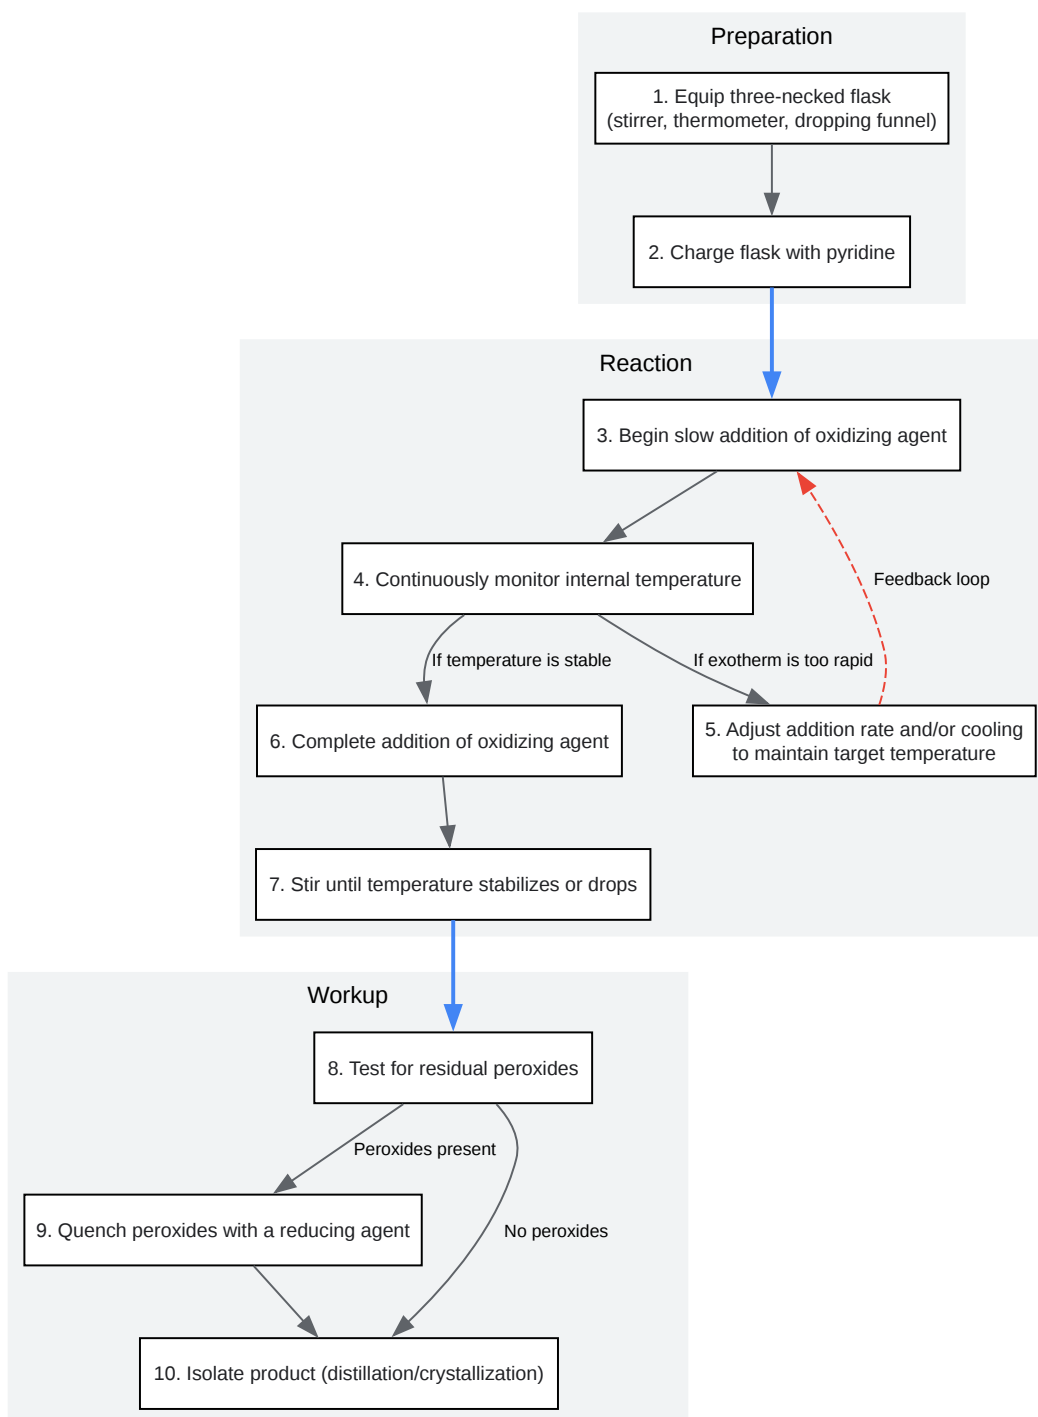 Preparation
1. Equip three-necked flask
(stirrer, thermometer, dropping funnel)
2. Charge flask with pyridine
Reaction
3. Begin slow addition of oxidizing agent
4. Continuously monitor internal temperature
Feedback loop
If temperature is stable
If exotherm is too rapid
6. Complete addition of oxidizing agent
5. Adjust addition rate and/or cooling
to maintain target temperature
7. Stir until temperature stabilizes or drops
Workup
8. Test for residual peroxides
Peroxides present
9. Quench peroxides with a reducing agent
No peroxides
10. Isolate product (distillation/crystallization)